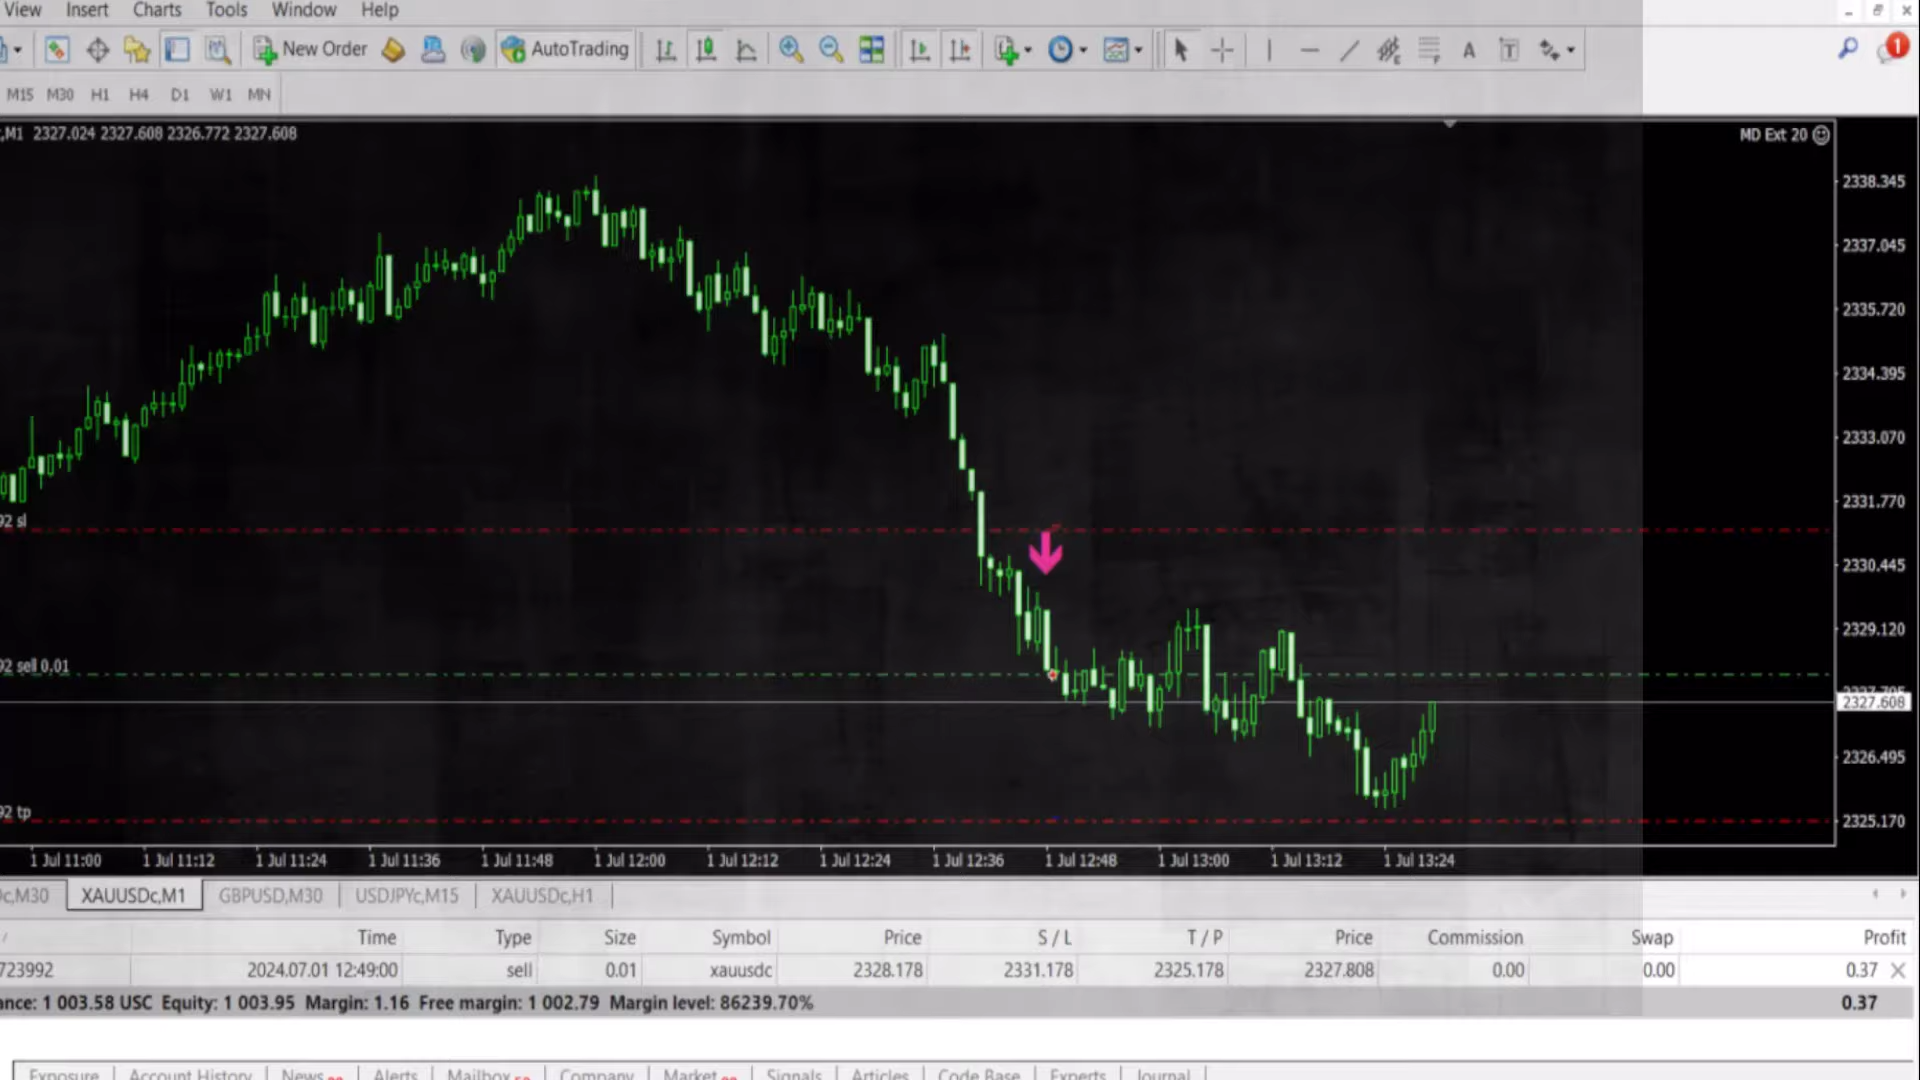 View Insert Charts Tools Window Help
New Order AutoTrading 1
M15 M30 H1 H4 D1 W1 MN
,M1 2327.024 2327.608 2326.772 2327.608
MD Ext 20
2338.345
2337.045
2335.720
2334.395
2333.070
2331.770
92 sl
2330.445
2329.120
92 sell 0.01
2327.608
2326.495
92 tp
2325.170
1 Jul 11:00 1 Jul 11:12 1 Jul 11:24 1 Jul 11:36 1 Jul 11:48 1 Jul 12:00 1 Jul 12:12 1 Jul 12:24 1 Jul 12:36 1 Jul 12:48 1 Jul 13:00 1 Jul 13:12 1 Jul 13:24
c,M30 XAUUSDc,M1 GBPUSD,M30 USDJPYc,M15 XAUUSDc,H1
/ Time Type Size Symbol Price S / L T / P Price Commission Swap Profit
723992 2024.07.01 12:49:00 sell 0.01 xauusdc 2328.178 2331.178 2325.178 2327.808 0.00 0.00 0.37
ance: 1 003.58 USC Equity: 1 003.95 Margin: 1.16 Free margin: 1 002.79 Margin level: 86239.70% 0.37
Exposure Account History News Alerts Mailbox Company Market Signals Articles Code Base Experts Journal